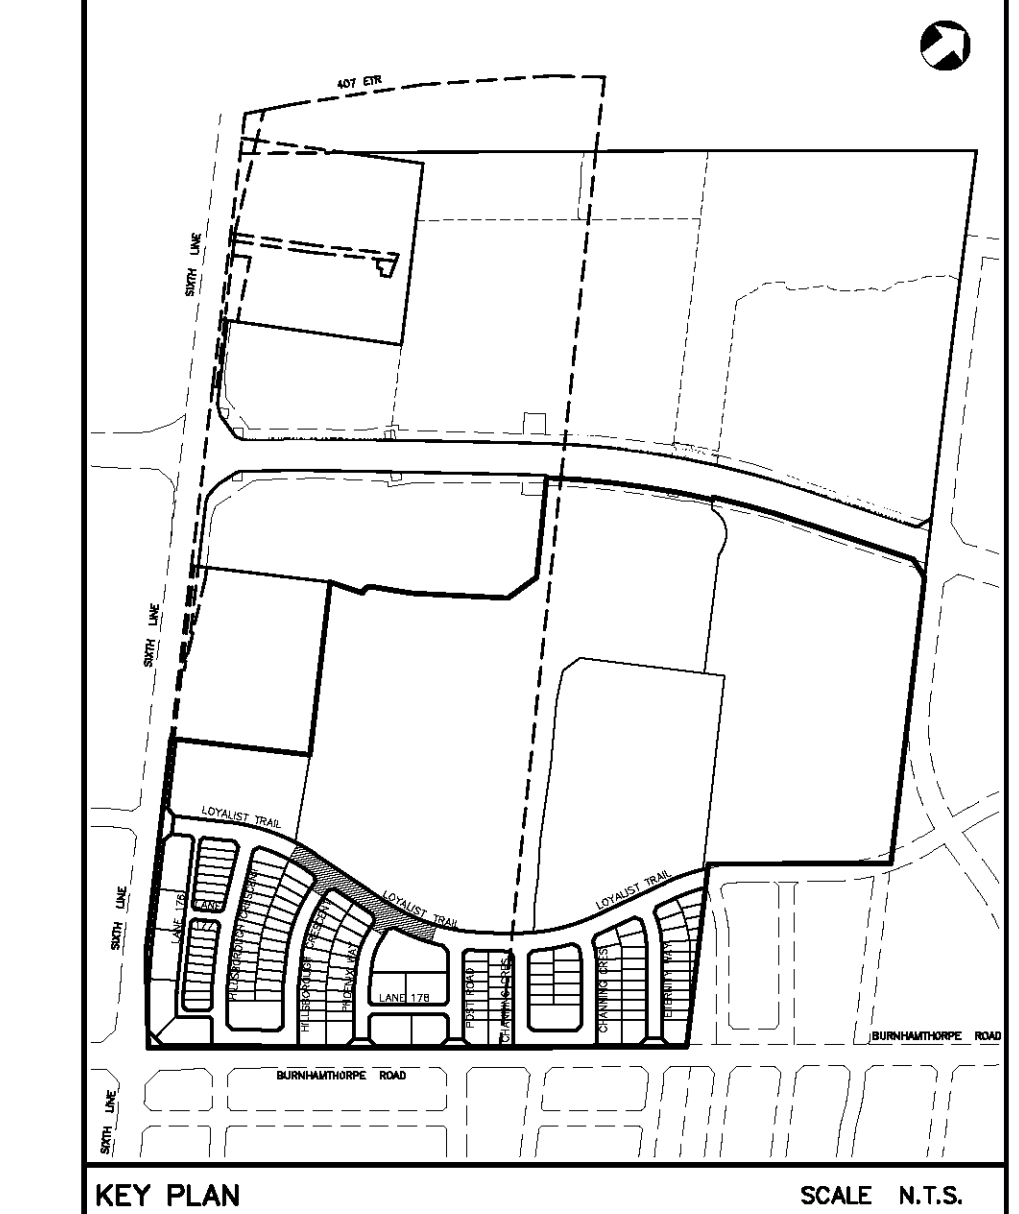 407 ETR
SIXTH LINE
SIXTH LINE
LOYALIST TRAIL
LOYALIST TRAIL
LOYALIST TRAIL
SIXTH LINE
LANE 176
LANE
177
HILLSBOROUGH CRESCENT
HILLSBOROUGH CRESCENT
PHOENIX WAY
LANE 178
POST ROAD
CHANNING CRES.
CHANNING CREST
ETERNITY WAY
BURNHAMTHORPE ROAD
BURNHAMTHORPE ROAD
SIXTH LINE
KEY PLAN
SCALE N.T.S.